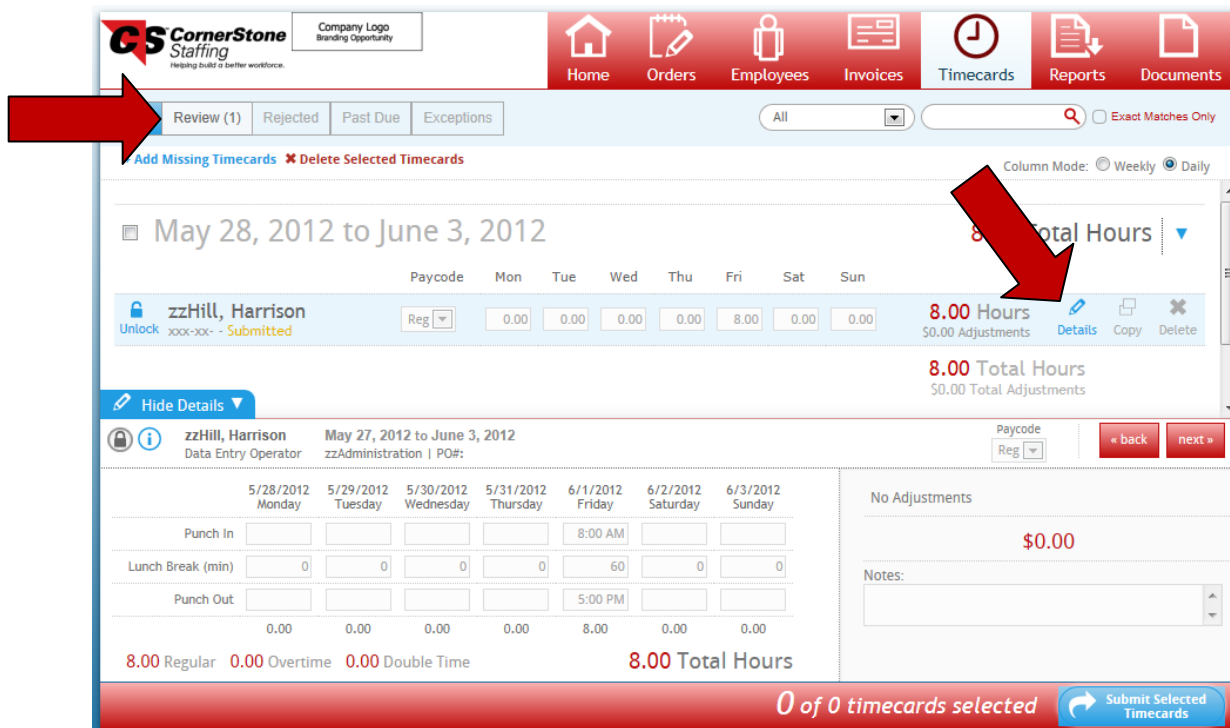 CS CornerStone Staffing
Helping build a better workforce.
Company Logo
Branding Opportunity
Home Orders Employees Invoices Timecards Reports Documents
Review (1) Rejected Past Due Exceptions All Exact Matches Only
Add Missing Timecards ✖ Delete Selected Timecards
Column Mode: Weekly Daily
May 28, 2012 to June 3, 2012 8 Total Hours
Paycode Mon Tue Wed Thu Fri Sat Sun
zzHill, Harrison Reg 0.00 0.00 0.00 0.00 8.00 0.00 0.00 8.00 Hours
Unlock xxx-xx- - Submitted $0.00 Adjustments Details Copy Delete
8.00 Total Hours
$0.00 Total Adjustments
Hide Details
zzHill, Harrison May 27, 2012 to June 3, 2012 Paycode
Data Entry Operator zzAdministration | PO#: Reg « back next »
5/28/2012 5/29/2012 5/30/2012 5/31/2012 6/1/2012 6/2/2012 6/3/2012
Monday Tuesday Wednesday Thursday Friday Saturday Sunday
No Adjustments
Punch In 8:00 AM
$0.00
Lunch Break (min) 0 0 0 0 60 0 0
Notes:
Punch Out 5:00 PM
0.00 0.00 0.00 0.00 8.00 0.00 0.00
8.00 Regular 0.00 Overtime 0.00 Double Time 8.00 Total Hours
0 of 0 timecards selected Submit Selected Timecards